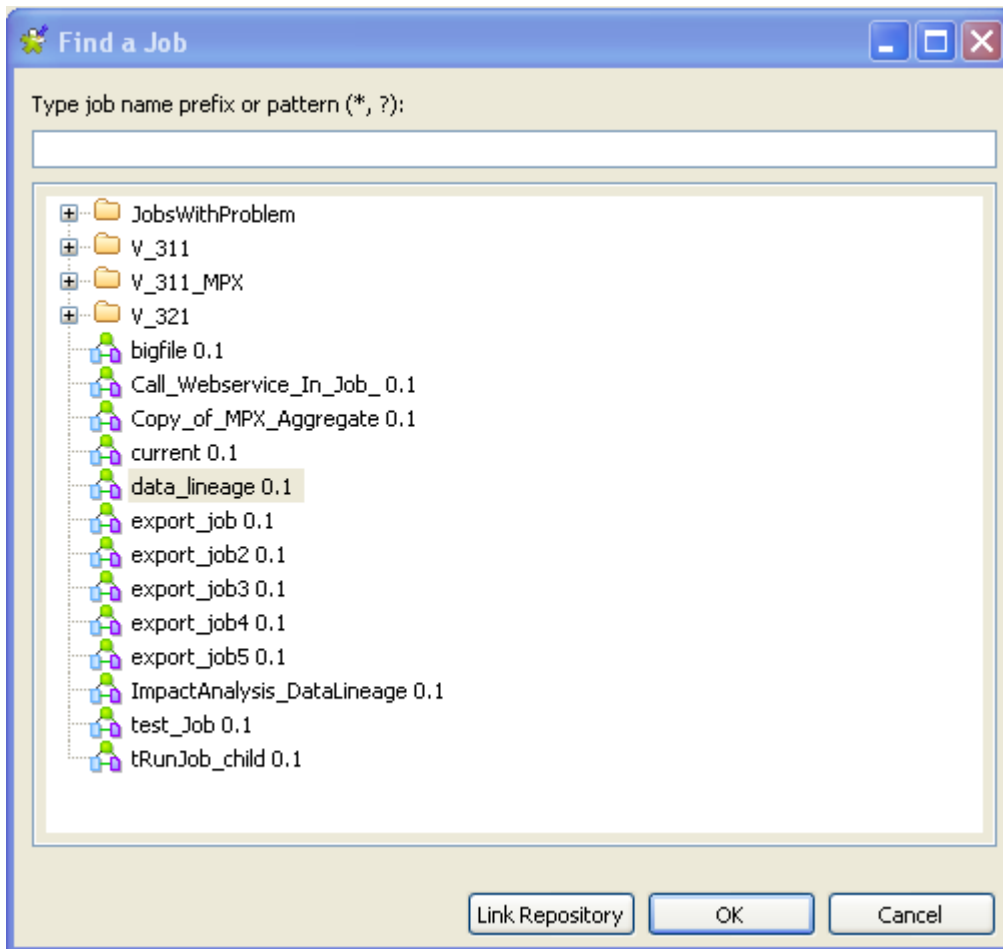 Find a Job
Type job name prefix or pattern (*, ?):
JobsWithProblem
V_311
V_311_MPX
V_321
bigfile 0.1
Call_Webservice_In_Job_ 0.1
Copy_of_MPX_Aggregate 0.1
current 0.1
data_lineage 0.1
export_job 0.1
export_job2 0.1
export_job3 0.1
export_job4 0.1
export_job5 0.1
ImpactAnalysis_DataLineage 0.1
test_Job 0.1
tRunJob_child 0.1
Link Repository OK Cancel